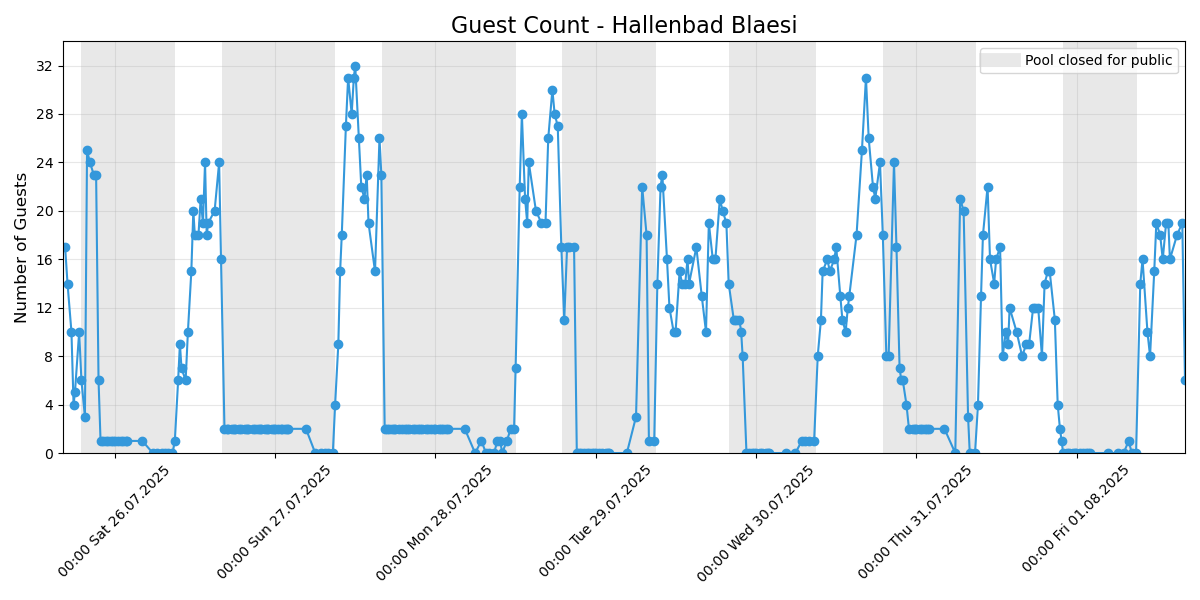 Guest Count - Hallenbad Blaesi
Pool closed for public
Number of Guests
32
28
24
20
16
12
8
4
0
00:00 Sat 26.07.2025
00:00 Sun 27.07.2025
00:00 Mon 28.07.2025
00:00 Tue 29.07.2025
00:00 Wed 30.07.2025
00:00 Thu 31.07.2025
00:00 Fri 01.08.2025